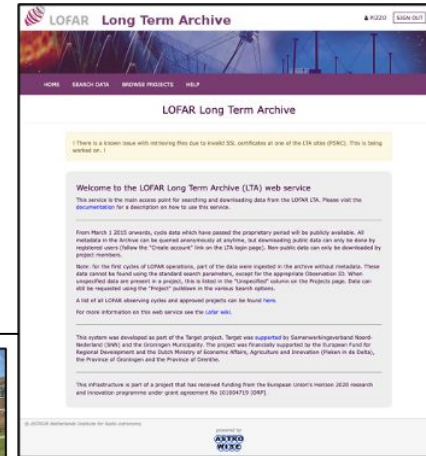 LOFAR Long Term Archive
RIZZO SIGN OUT
HOME SEARCH DATA BROWSE PROJECTS HELP
LOFAR Long Term Archive
! There is a known issue with retrieving files due to invalid SSL certificates at one of the LTA sites (PSNC). This is being
worked on. !
Welcome to the LOFAR Long Term Archive (LTA) web service
This service is the main access point for searching and downloading data from the LOFAR LTA. Please visit the
documentation for a description on how to use this service.
From March 1 2015 onwards, cycle data which have passed the proprietary period will be publicly available. All
metadata in the Archive can be queried anonymously at anytime, but downloading public data can only be done by
registered users (follow the "Create account" link on the LTA login page). Non-public data can only be downloaded by
project members.
Note: for the first cycles of LOFAR operations, part of the data were ingested in the archive without metadata. These
data cannot be found using the standard search parameters, except for the appropriate Observation ID. When
unspecified data are present in a project, this is listed in the "Unspecified" column on the Projects page. Data can
still be requested using the "Project" pulldown in the various Search options.
A list of all LOFAR observing cycles and approved projects can be found here.
For more information on this web service see the Lofar wiki.
This system was developed as part of the Target project. Target was supported by Samenwerkingsverband Noord-
Nederland (SNN) and the Groningen Municipality. The project was financially supported by the European Fund for
Regional Development and the Dutch Ministry of Economic Affairs, Agriculture and Innovation (Pieken in de Delta),
the Province of Groningen and the Province of Drenthe.
This infrastructure is part of a project that has received funding from the European Union's Horizon 2020 research
and innovation programme under grant agreement No 101004719 (ORP).
Netherlands Institute for Radio Astronomy
powered by
ASTRO
WISE